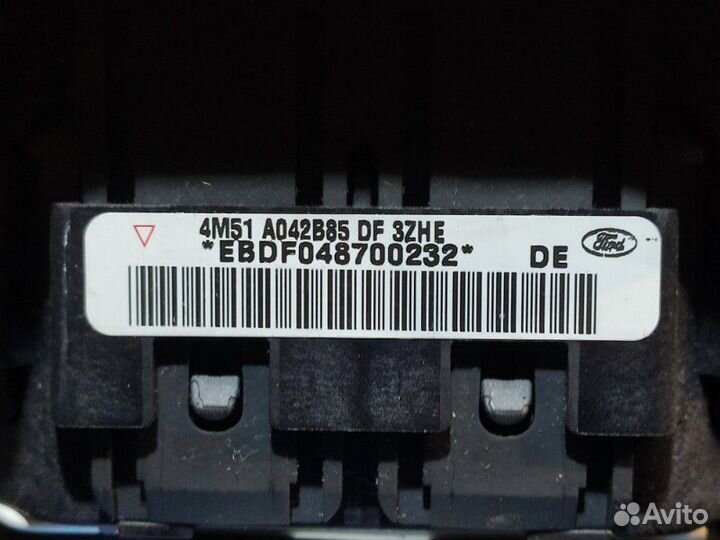 4M51 A042B85 DF 3ZHE
*EBDF048700232*
DE
Ford
Avito